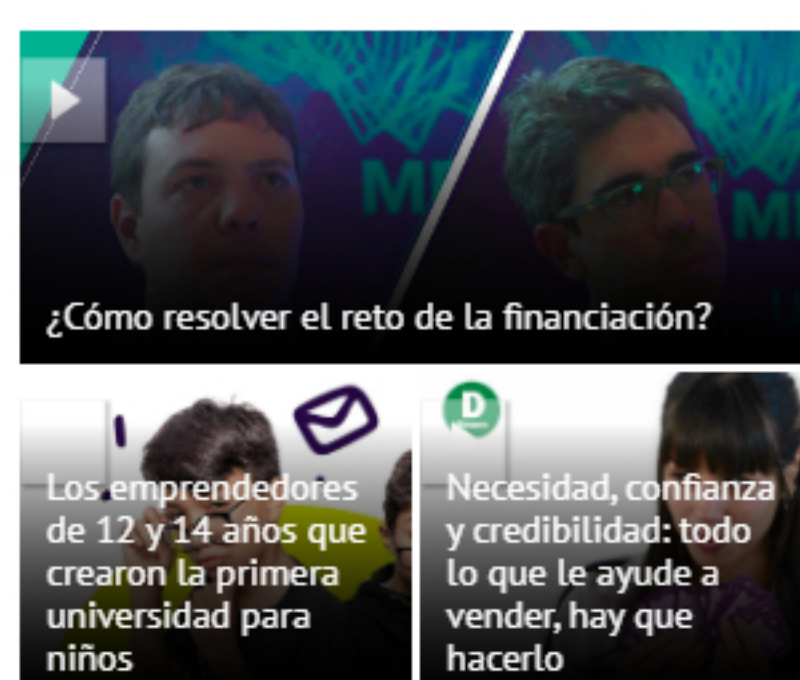 ¿Cómo resolver el reto de la financiación?
D
Los emprendedores
de 12 y 14 años que
crearon la primera
universidad para
niños
Necesidad, confianza
y credibilidad: todo
lo que le ayude a
vender, hay que
hacerlo